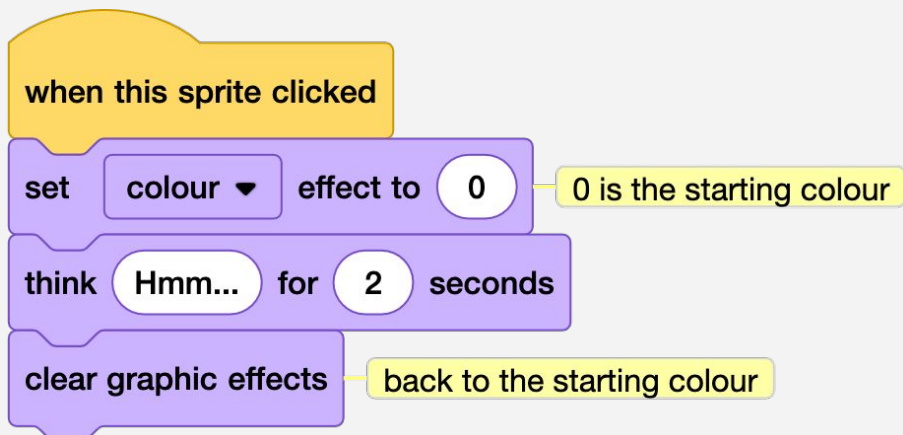 when this sprite clicked
set colour effect to 0 0 is the starting colour
think Hmm... for 2 seconds
clear graphic effects back to the starting colour